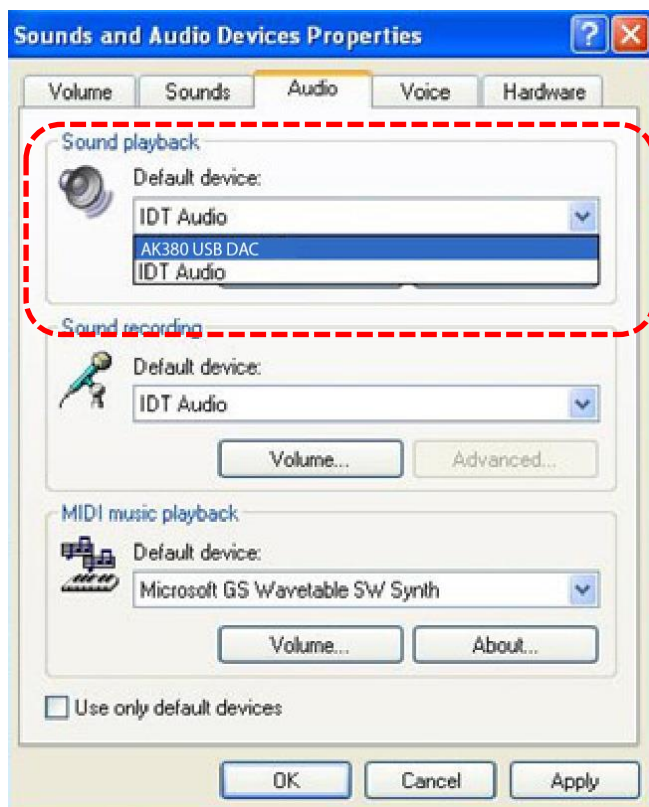 Sounds and Audio Devices Properties
Volume Sounds Audio Voice Hardware
Sound playback
Default device:
IDT Audio
AK380 USB DAC
IDT Audio
Sound recording
Default device:
IDT Audio
Volume... Advanced...
MIDI music playback
Default device:
Microsoft GS Wavetable SW Synth
Volume... About...
Use only default devices
OK Cancel Apply